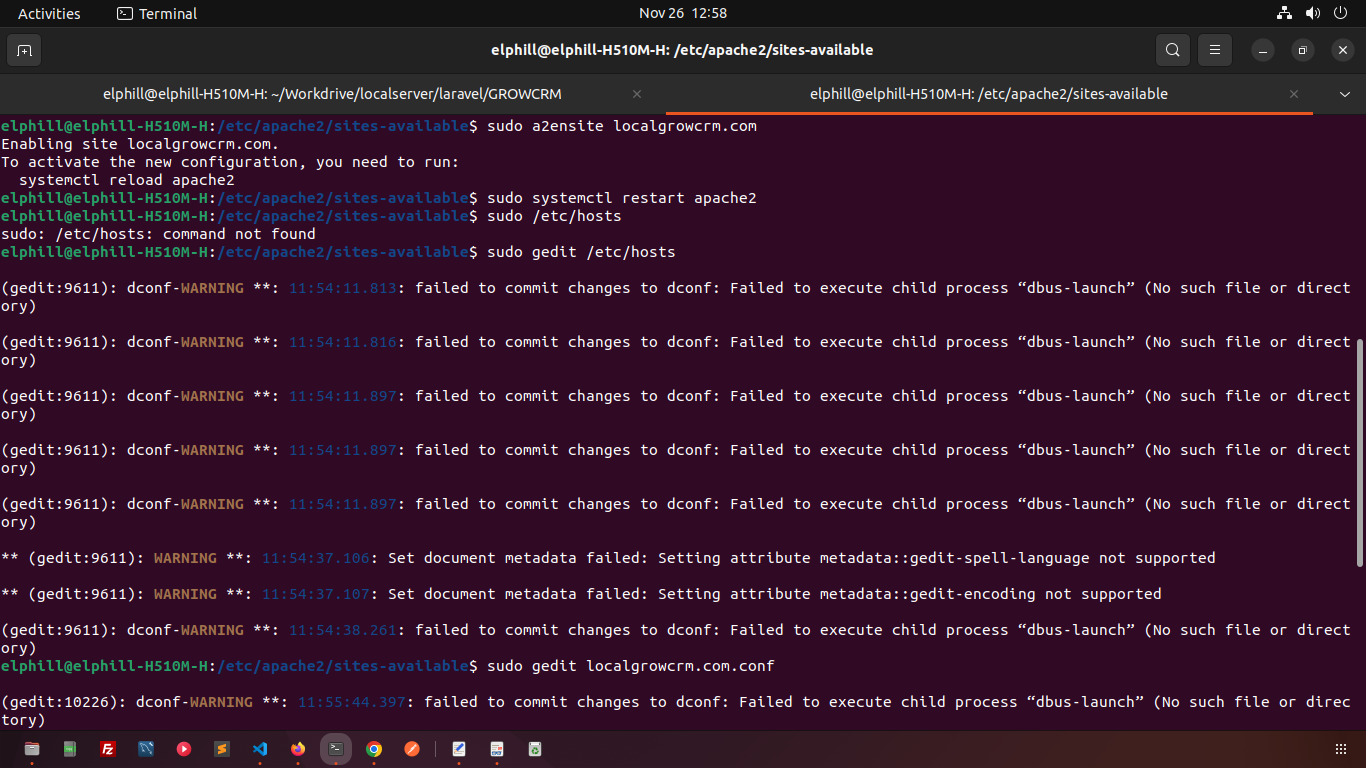 Activities
Terminal
Nov 26 12:58
elphill@elphill-H510M-H: /etc/apache2/sites-available
elphill@elphill-H510M-H: ~/Workdrive/localserver/laravel/GROWCRM
elphill@elphill-H510M-H: /etc/apache2/sites-available
elphill@elphill-H510M-H:/etc/apache2/sites-available$ sudo a2ensite localgrowcrm.com
Enabling site localgrowcrm.com.
To activate the new configuration, you need to run:
  systemctl reload apache2
elphill@elphill-H510M-H:/etc/apache2/sites-available$ sudo systemctl restart apache2
elphill@elphill-H510M-H:/etc/apache2/sites-available$ sudo /etc/hosts
sudo: /etc/hosts: command not found
elphill@elphill-H510M-H:/etc/apache2/sites-available$ sudo gedit /etc/hosts
(gedit:9611): dconf-WARNING **: 11:54:11.813: failed to commit changes to dconf: Failed to execute child process “dbus-launch” (No such file or direct
ory)
(gedit:9611): dconf-WARNING **: 11:54:11.816: failed to commit changes to dconf: Failed to execute child process “dbus-launch” (No such file or direct
ory)
(gedit:9611): dconf-WARNING **: 11:54:11.897: failed to commit changes to dconf: Failed to execute child process “dbus-launch” (No such file or direct
ory)
(gedit:9611): dconf-WARNING **: 11:54:11.897: failed to commit changes to dconf: Failed to execute child process “dbus-launch” (No such file or direct
ory)
(gedit:9611): dconf-WARNING **: 11:54:11.897: failed to commit changes to dconf: Failed to execute child process “dbus-launch” (No such file or direct
ory)
** (gedit:9611): WARNING **: 11:54:37.106: Set document metadata failed: Setting attribute metadata::gedit-spell-language not supported
** (gedit:9611): WARNING **: 11:54:37.107: Set document metadata failed: Setting attribute metadata::gedit-encoding not supported
(gedit:9611): dconf-WARNING **: 11:54:38.261: failed to commit changes to dconf: Failed to execute child process “dbus-launch” (No such file or direct
ory)
elphill@elphill-H510M-H:/etc/apache2/sites-available$ sudo gedit localgrowcrm.com.conf
(gedit:10226): dconf-WARNING **: 11:55:44.397: failed to commit changes to dconf: Failed to execute child process “dbus-launch” (No such file or direc
tory)